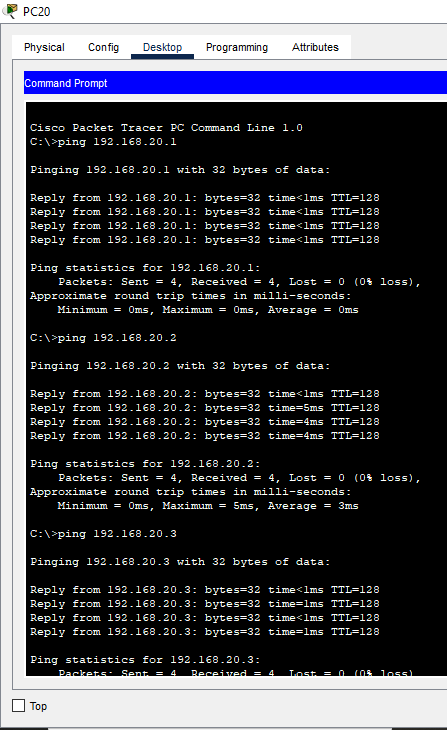 PC20
Physical Config Desktop Programming Attributes
Command Prompt
Cisco Packet Tracer PC Command Line 1.0
C:\>ping 192.168.20.1
Pinging 192.168.20.1 with 32 bytes of data:
Reply from 192.168.20.1: bytes=32 time<1ms TTL=128
Reply from 192.168.20.1: bytes=32 time<1ms TTL=128
Reply from 192.168.20.1: bytes=32 time<1ms TTL=128
Reply from 192.168.20.1: bytes=32 time<1ms TTL=128
Ping statistics for 192.168.20.1:
Packets: Sent = 4, Received = 4, Lost = 0 (0% loss),
Approximate round trip times in milli-seconds:
Minimum = 0ms, Maximum = 0ms, Average = 0ms
C:\>ping 192.168.20.2
Pinging 192.168.20.2 with 32 bytes of data:
Reply from 192.168.20.2: bytes=32 time<1ms TTL=128
Reply from 192.168.20.2: bytes=32 time=5ms TTL=128
Reply from 192.168.20.2: bytes=32 time=4ms TTL=128
Reply from 192.168.20.2: bytes=32 time=4ms TTL=128
Ping statistics for 192.168.20.2:
Packets: Sent = 4, Received = 4, Lost = 0 (0% loss),
Approximate round trip times in milli-seconds:
Minimum = 0ms, Maximum = 5ms, Average = 3ms
C:\>ping 192.168.20.3
Pinging 192.168.20.3 with 32 bytes of data:
Reply from 192.168.20.3: bytes=32 time<1ms TTL=128
Reply from 192.168.20.3: bytes=32 time=1ms TTL=128
Reply from 192.168.20.3: bytes=32 time<1ms TTL=128
Reply from 192.168.20.3: bytes=32 time=1ms TTL=128
Ping statistics for 192.168.20.3:
Packets: Sent = 4, Received = 4, Lost = 0 (0% loss)
Top